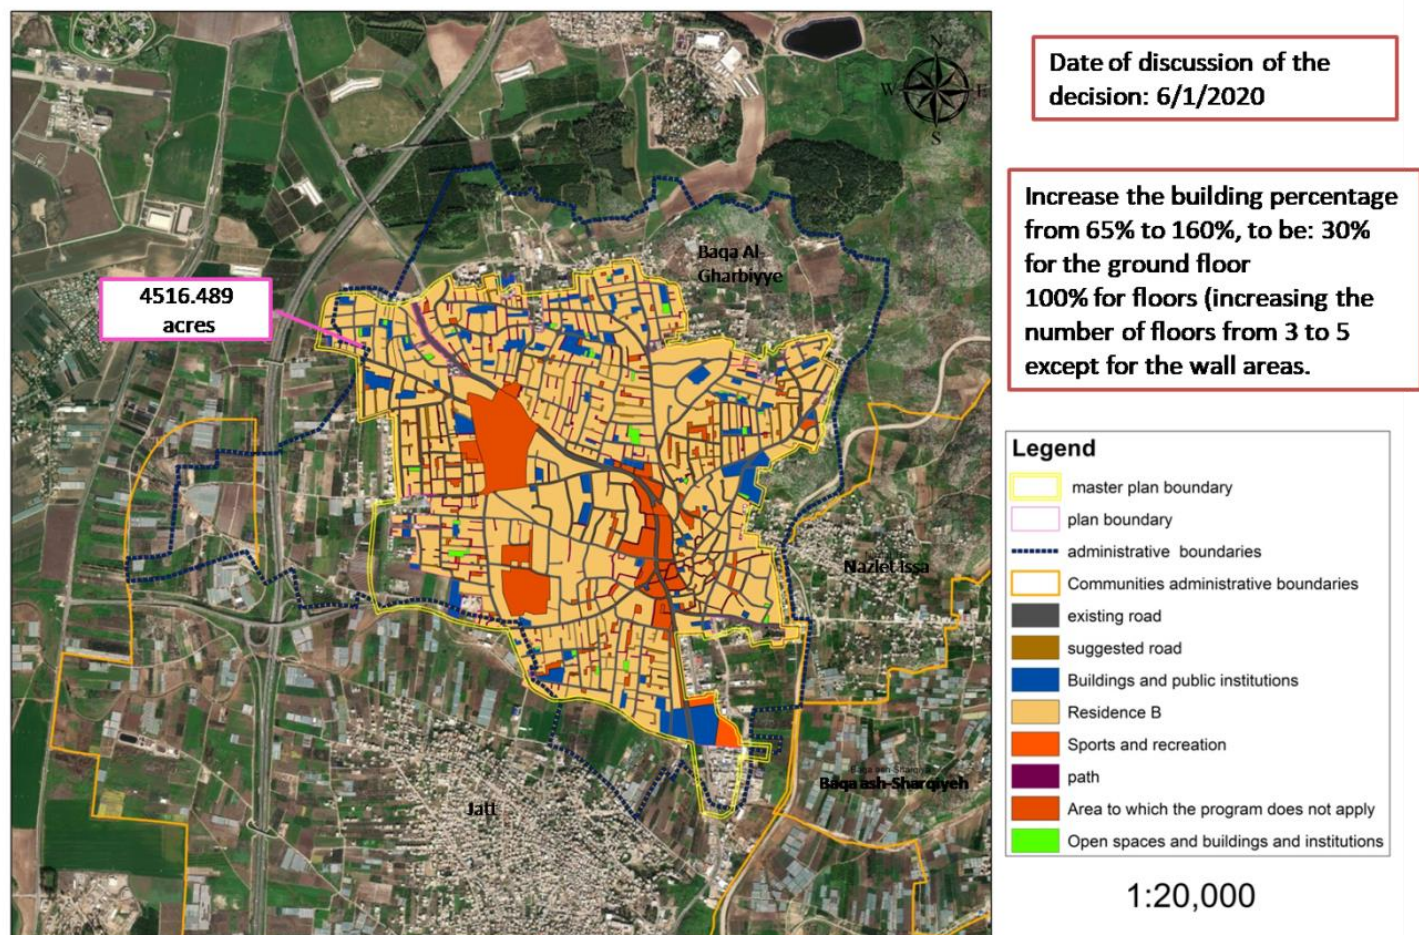 N
W
E
S
Baqa Al-
Gharbiyye
4516.489
acres
Nazlet Issa
Baqa ash-Sharqiyeh
Jatt
Date of discussion of the
decision: 6/1/2020
Increase the building percentage
from 65% to 160%, to be: 30%
for the ground floor
100% for floors (increasing the
number of floors from 3 to 5
except for the wall areas.
Legend
master plan boundary
plan boundary
administrative boundaries
Communities administrative boundaries
existing road
suggested road
Buildings and public institutions
Residence B
Sports and recreation
path
Area to which the program does not apply
Open spaces and buildings and institutions
1:20,000